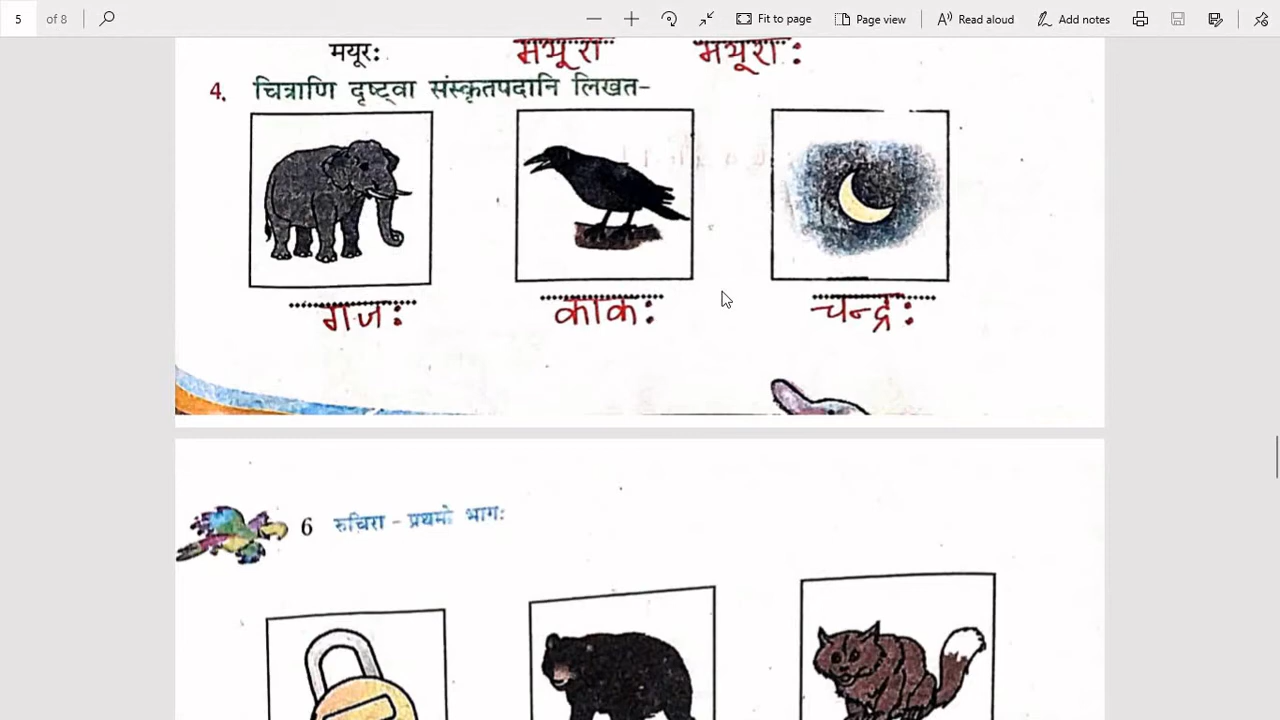 5 of 8 Fit to page Page view Read aloud Add notes
मयूरः मयूरौ मयूराः
4. चित्राणि दृष्ट्वा संस्कृतपदानि लिखत-
गजः काकः चन्द्रः
6 रुचिरा - प्रथमो भागः